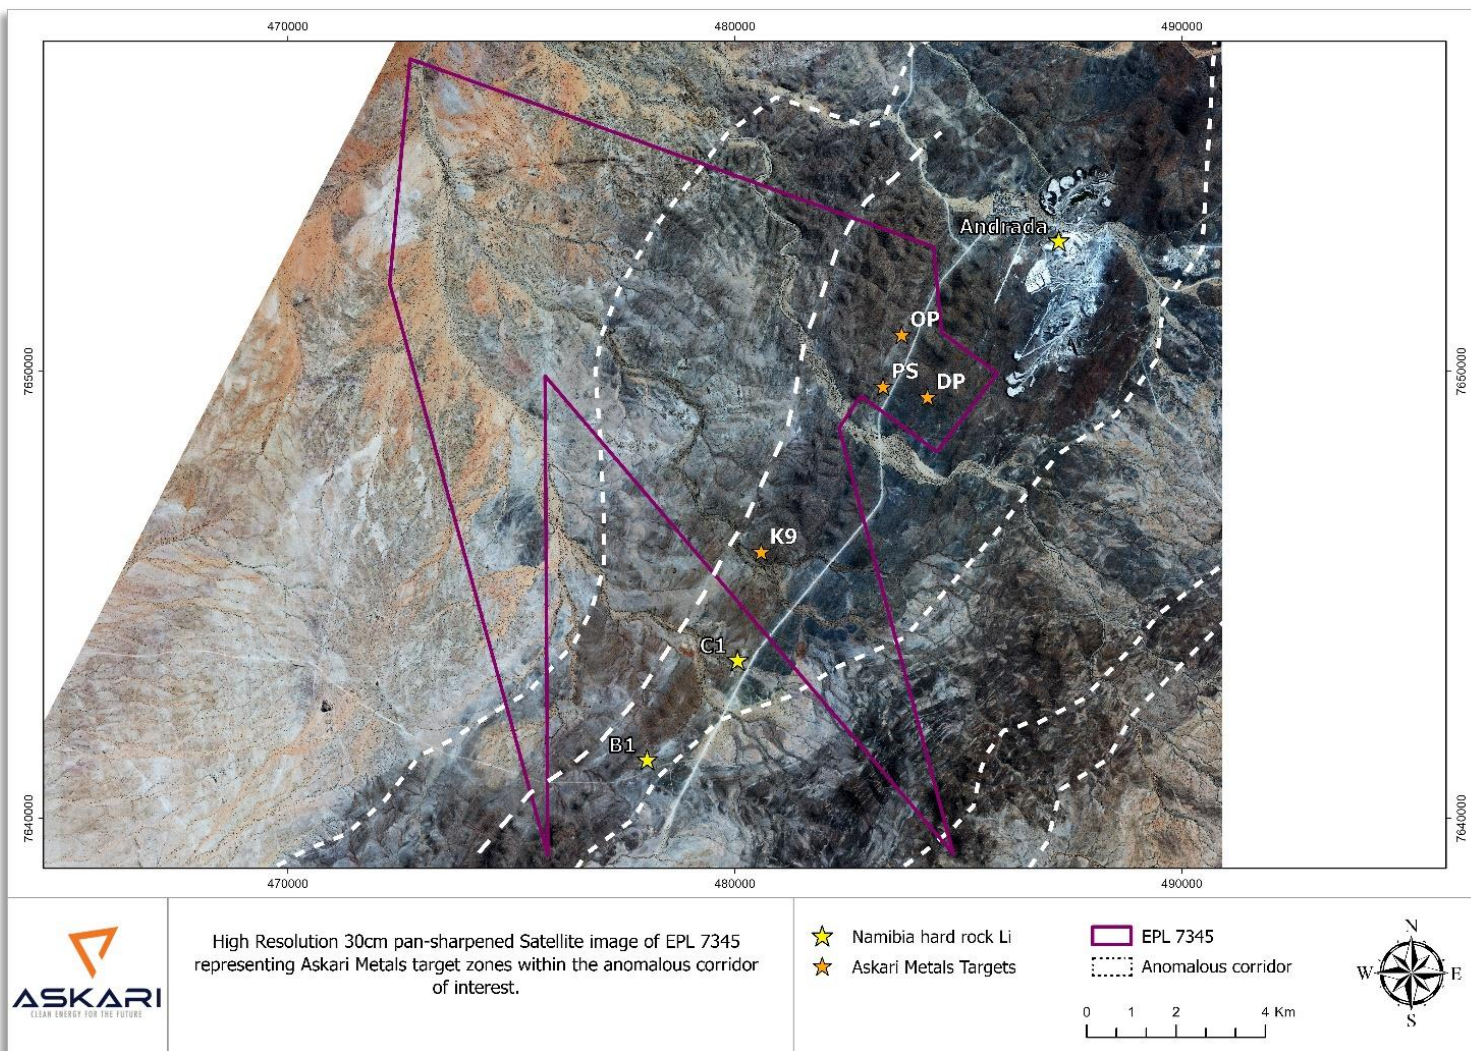 470000
480000
490000
7650000
7650000
Andrada
OP
PS
DP
K9
C1
B1
7640000
7640000
470000
480000
490000
ASKARI
CLEAN ENERGY FOR THE FUTURE
High Resolution 30cm pan-sharpened Satellite image of EPL 7345
representing Askari Metals target zones within the anomalous corridor
of interest.
Namibia hard rock Li
Askari Metals Targets
EPL 7345
Anomalous corridor
0 1 2 4 Km
N
W E
S